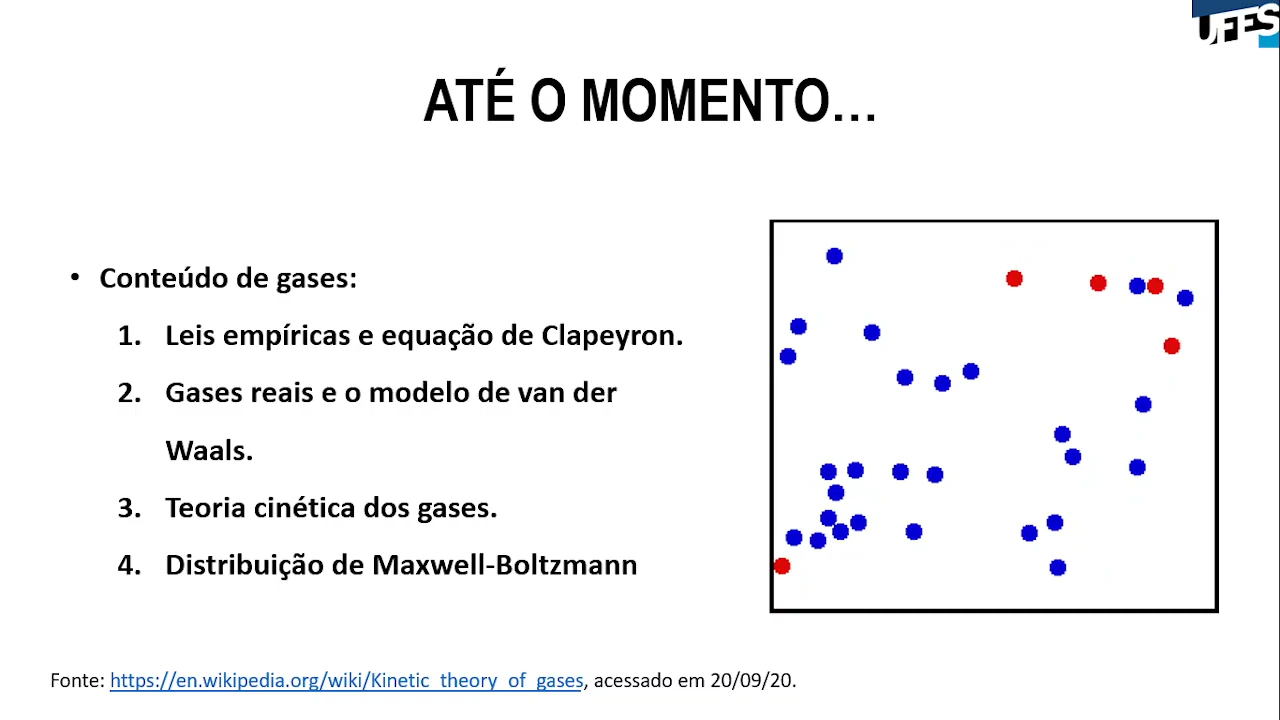 UFES
ATÉ O MOMENTO...
• Conteúdo de gases:
1. Leis empíricas e equação de Clapeyron.
2. Gases reais e o modelo de van der
Waals.
3. Teoria cinética dos gases.
4. Distribuição de Maxwell-Boltzmann
Fonte: https://en.wikipedia.org/wiki/Kinetic_theory_of_gases, acessado em 20/09/20.